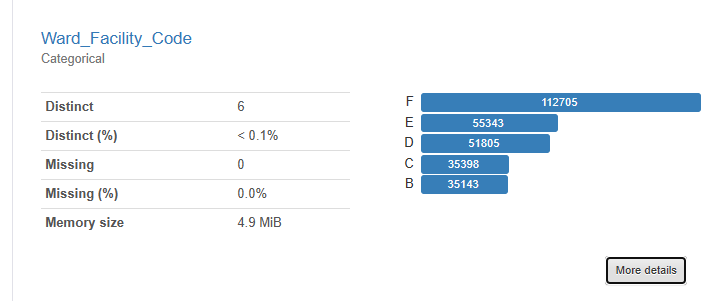 Ward_Facility_Code
Categorical
Distinct 6
Distinct (%) < 0.1%
Missing 0
Missing (%) 0.0%
Memory size 4.9 MiB
F 112705
E 55343
D 51805
C 35398
B 35143
More details